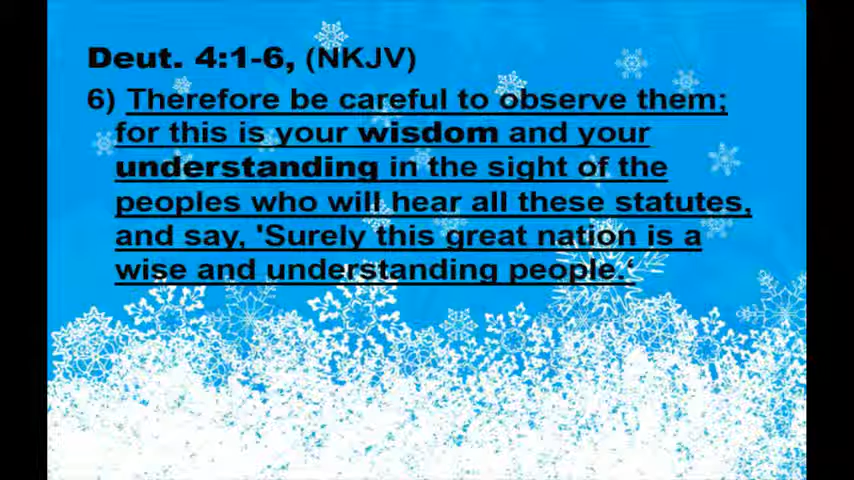 Deut. 4:1-6, (NKJV)
6) Therefore be careful to observe them;
for this is your wisdom and your
understanding in the sight of the
peoples who will hear all these statutes,
and say, 'Surely this great nation is a
wise and understanding people.‘